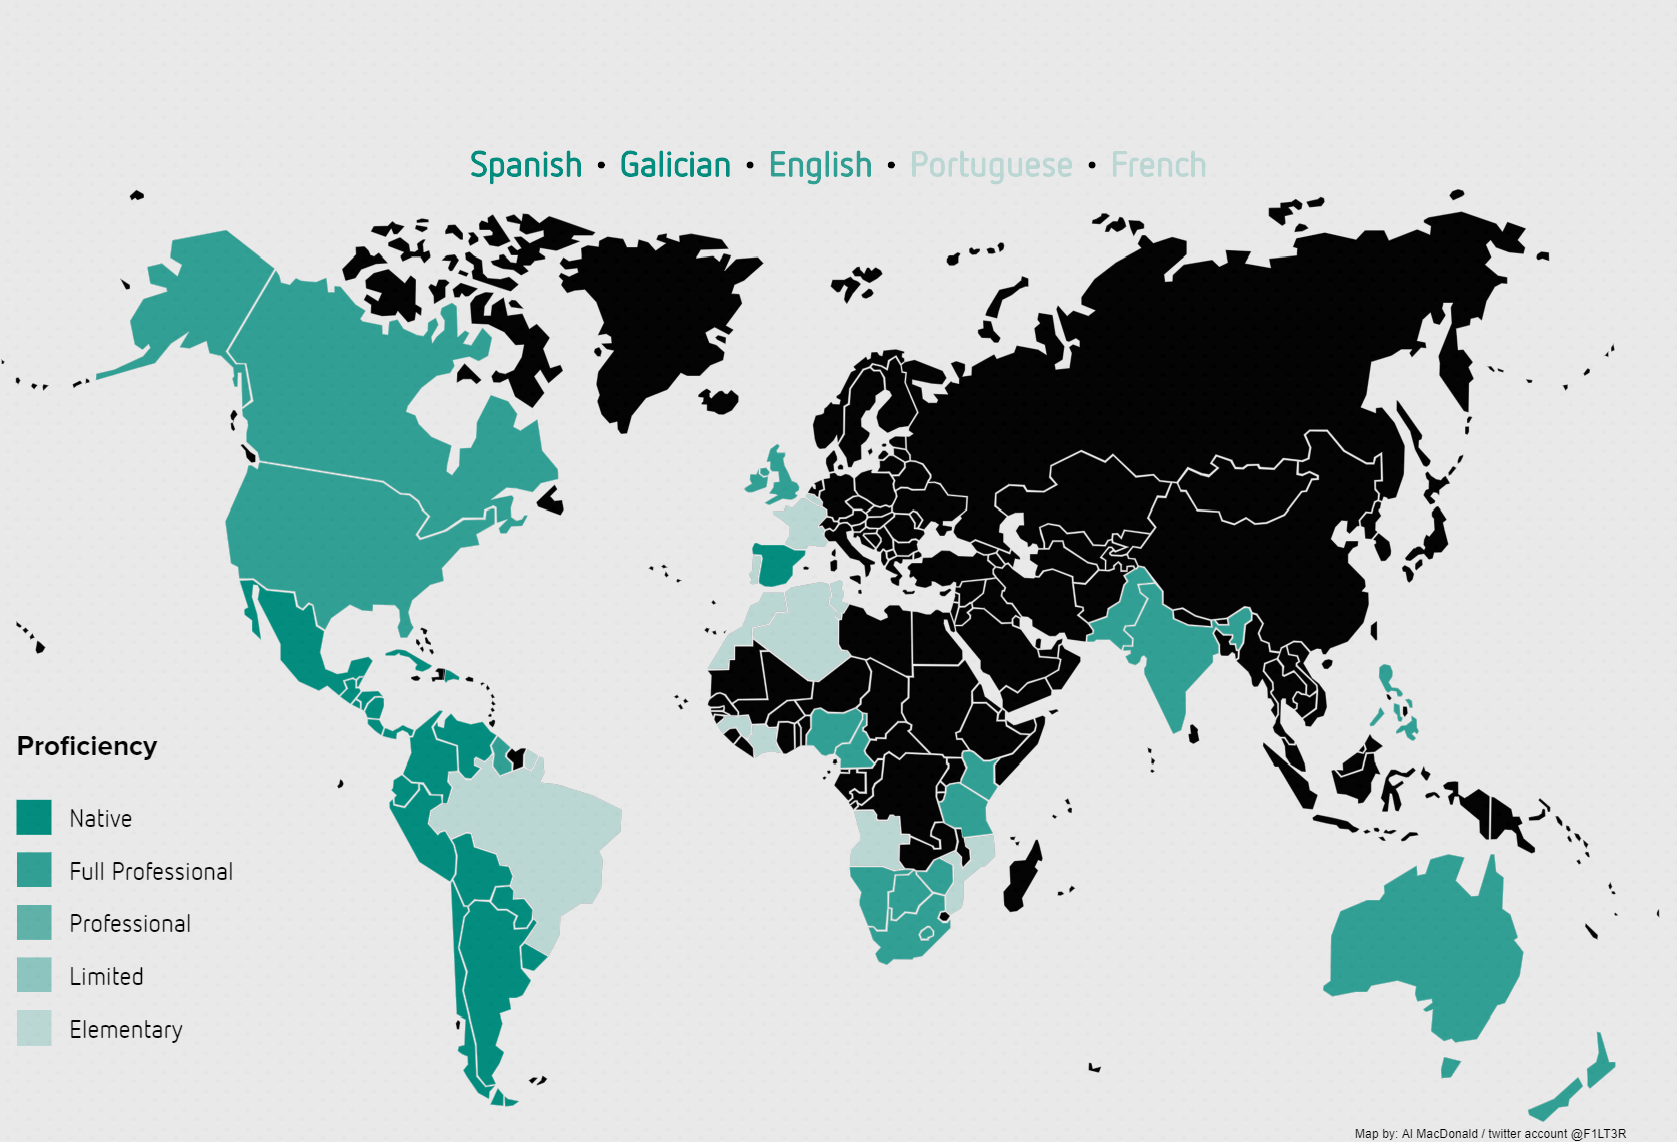 Spanish • Galician • English • Portuguese • French
Proficiency
Native
Full Professional
Professional
Limited
Elementary
Map by: Al MacDonald / twitter account @F1LT3R